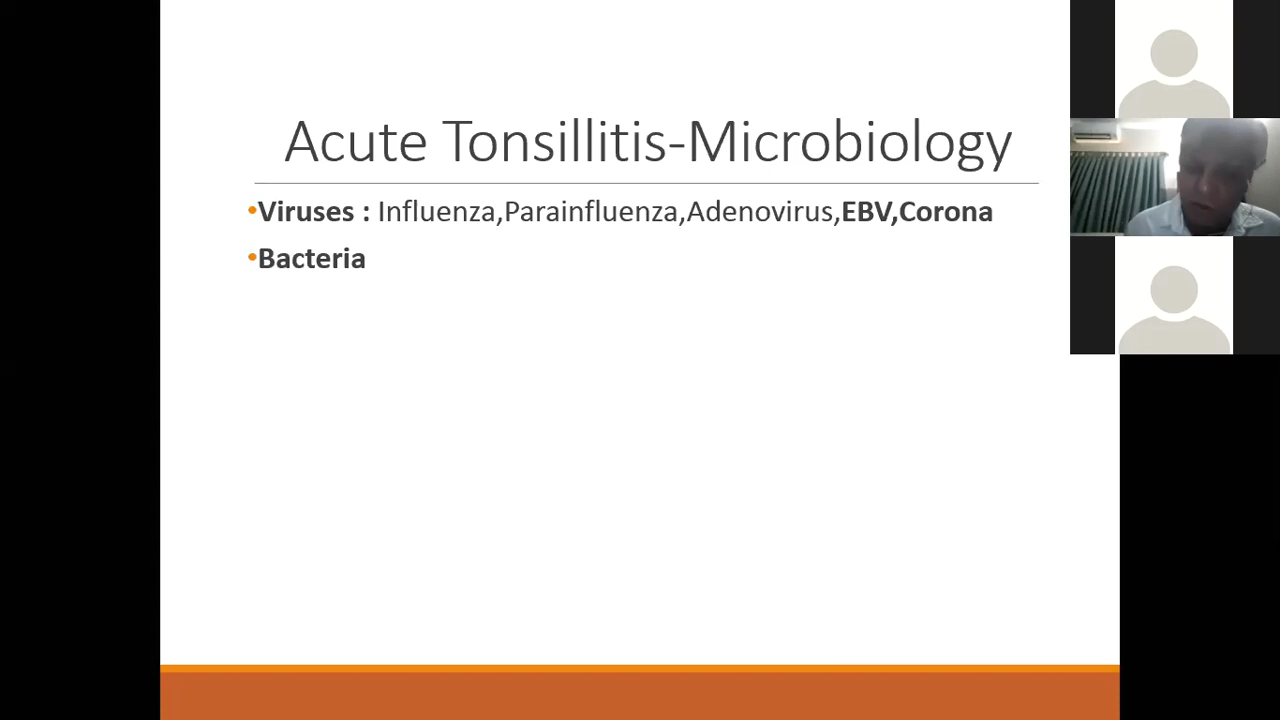 Acute Tonsillitis-Microbiology
•Viruses : Influenza,Parainfluenza,Adenovirus,EBV,Corona
•Bacteria